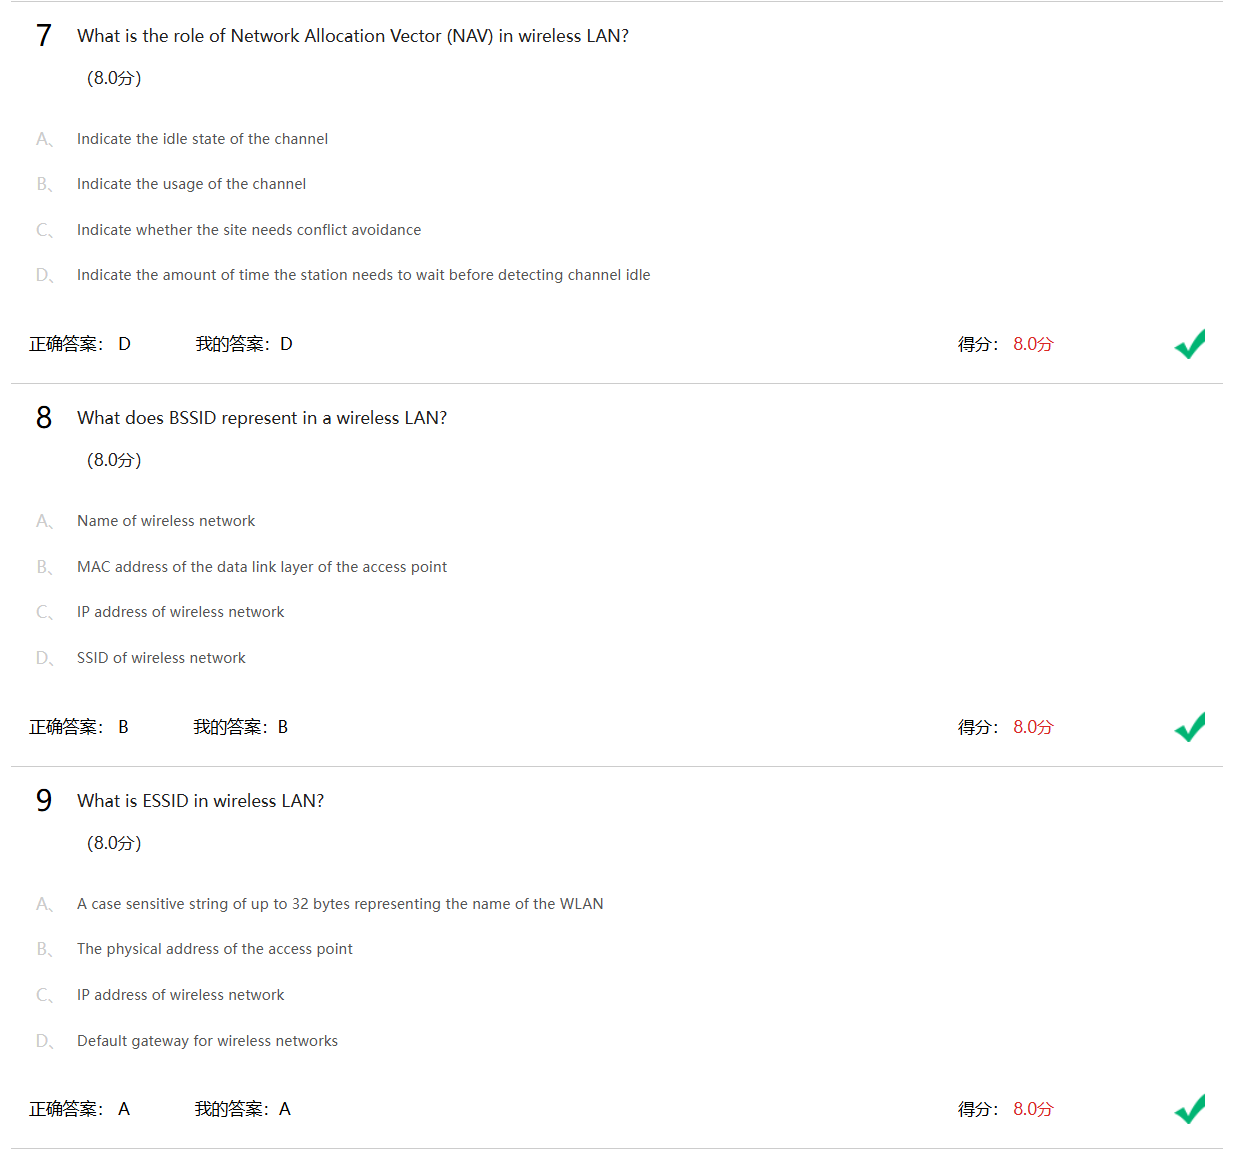 7 What is the role of Network Allocation Vector (NAV) in wireless LAN?
(8.0分)
A、 Indicate the idle state of the channel
B、 Indicate the usage of the channel
C、 Indicate whether the site needs conflict avoidance
D、 Indicate the amount of time the station needs to wait before detecting channel idle
正确答案： D 我的答案：D 得分： 8.0分
8 What does BSSID represent in a wireless LAN?
(8.0分)
A、 Name of wireless network
B、 MAC address of the data link layer of the access point
C、 IP address of wireless network
D、 SSID of wireless network
正确答案： B 我的答案：B 得分： 8.0分
9 What is ESSID in wireless LAN?
(8.0分)
A、 A case sensitive string of up to 32 bytes representing the name of the WLAN
B、 The physical address of the access point
C、 IP address of wireless network
D、 Default gateway for wireless networks
正确答案： A 我的答案：A 得分： 8.0分